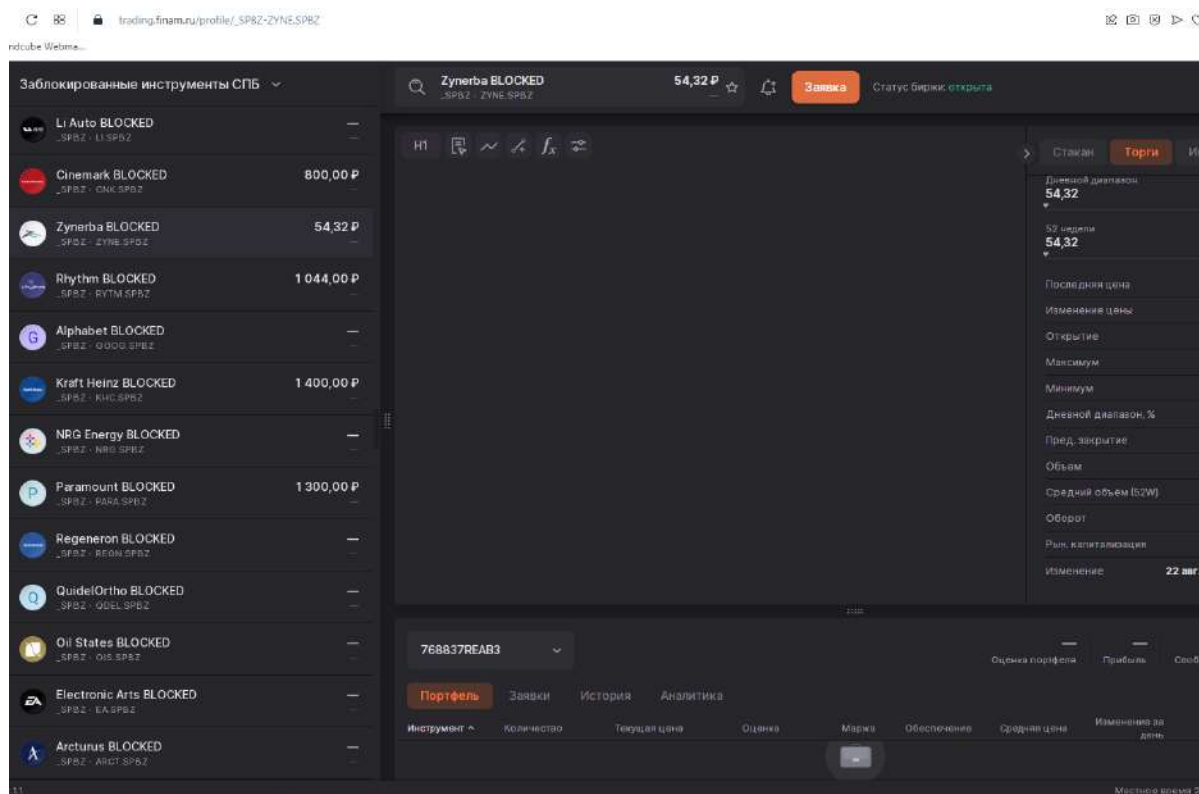 trading.finam.ru/profile/_SPBZ-ZYNE.SPBZ
ndcube Webma...
Заблокированные инструменты СПБ
Li Auto BLOCKED
_SPBZ · LI.SPBZ
Cinemark BLOCKED 800,00 ₽
_SPBZ · CNK.SPBZ
Zynerba BLOCKED 54,32 ₽
_SPBZ · ZYNE.SPBZ
Rhythm BLOCKED 1 044,00 ₽
_SPBZ · RYTM.SPBZ
Alphabet BLOCKED
_SPBZ · GOOG.SPBZ
Kraft Heinz BLOCKED 1 400,00 ₽
_SPBZ · KHC.SPBZ
NRG Energy BLOCKED
_SPBZ · NRG.SPBZ
Paramount BLOCKED 1 300,00 ₽
_SPBZ · PARA.SPBZ
Regeneron BLOCKED
_SPBZ · REGN.SPBZ
QuidelOrtho BLOCKED
_SPBZ · QDEL.SPBZ
Oil States BLOCKED
_SPBZ · OIS.SPBZ
Electronic Arts BLOCKED
_SPBZ · EA.SPBZ
Arcturus BLOCKED
_SPBZ · ARCT.SPBZ
Zynerba BLOCKED 54,32 ₽
_SPBZ · ZYNE.SPBZ
Заявка
Статус биржи: открыта
H1
Стакан Торги
Дневной диапазон
54,32
52 недели
54,32
Последняя цена
Изменение цены
Открытие
Максимум
Минимум
Дневной диапазон, %
Пред. закрытие
Объем
Средний объем (52W)
Оборот
Рын. капитализация
Изменение 22 авг.
768837REAB3
Оценка портфеля Прибыль
Портфель Заявки История Аналитика
Инструмент Количество Текущая цена Оценка Маржа Обеспечение Средняя цена Изменение за день
Местное время